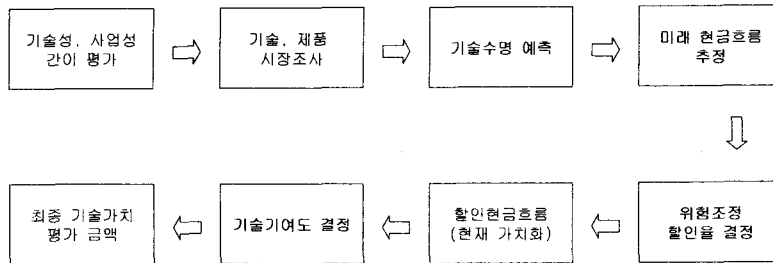 기술성, 사업성
간이 평가
기술, 제품
시장조사
기술수명 예측
미래 현금흐름
추정
위험조정
할인율 결정
할인현금흐름
(현재 가치화)
기술기여도 결정
최종 기술가치
평가 금액